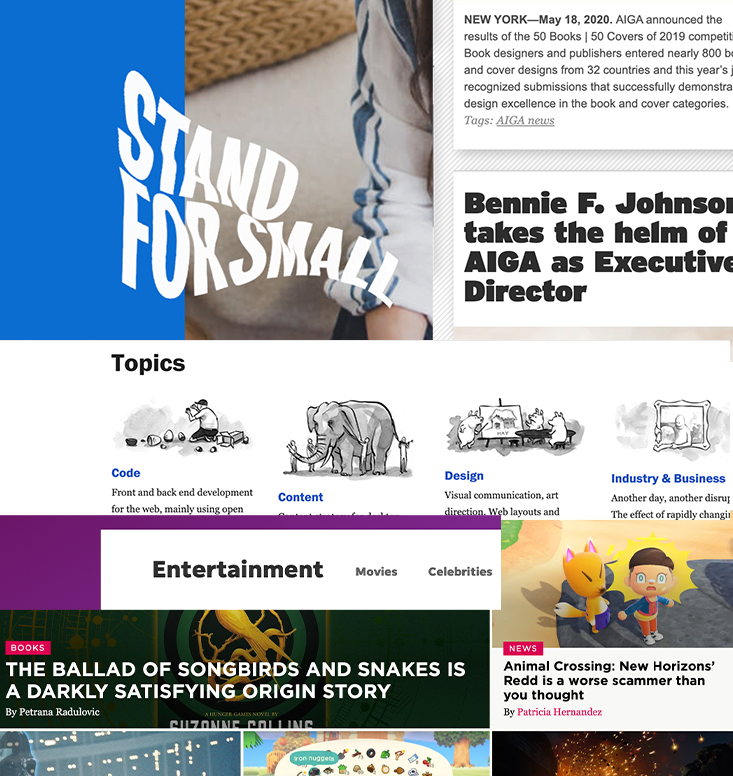 STAND
FOR SMALL
NEW YORK—May 18, 2020. AIGA announced the
results of the 50 Books | 50 Covers of 2019
Book designers and publishers entered nearly 800
and cover designs from 32 countries and this year's
recognized submissions that successfully
design excellence in the book and cover categories.
Tags: AIGA news
Bennie F. Johnson
takes the helm of
AIGA as Executive
Director
Topics
Code
Front and back end development
for the web, mainly using open
Content
Design
Visual communication, art
direction. Web layouts and
Industry & Business
Another day, another
The effect of rapidly
Entertainment
Movies
Celebrities
BOOKS
THE BALLAD OF SONGBIRDS AND SNAKES IS
A DARKLY SATISFYING ORIGIN STORY
By Petrana Radulovic
A HUNGER GAMES NOVEL BY
SUZANNE COLLINS
NEWS
Animal Crossing: New Horizons'
Redd is a worse scammer than
you thought
By Patricia Hernandez
Iron nuggets